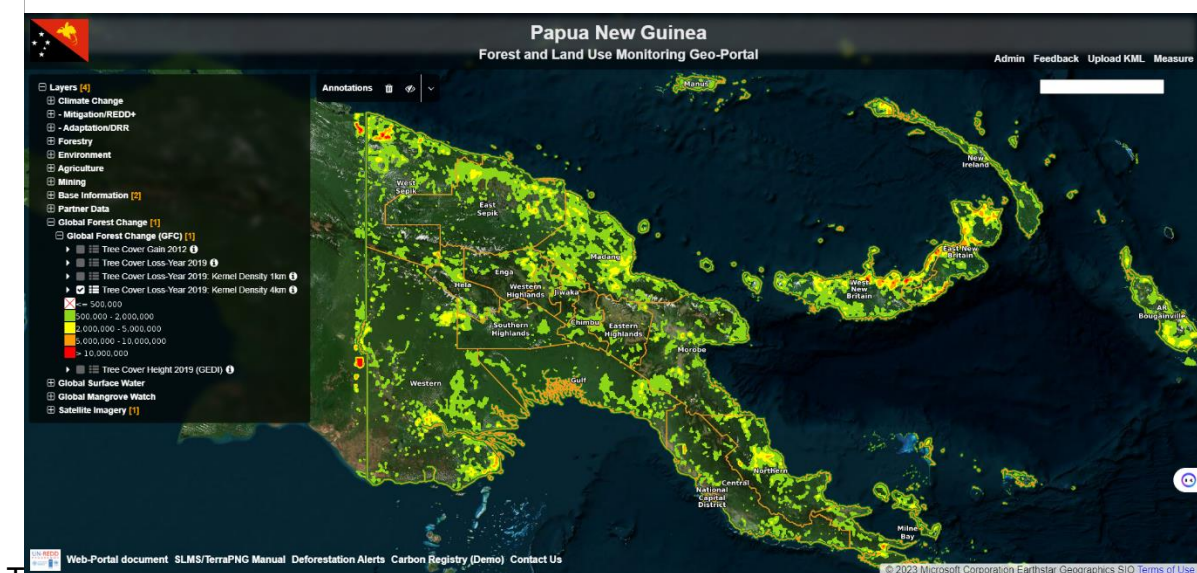 Papua New Guinea
Forest and Land Use Monitoring Geo-Portal
Admin Feedback Upload KML Measure
Layers [4]
Climate Change
- Mitigation/REDD+
- Adaptation/DRR
Forestry
Environment
Agriculture
Mining
Base Information [2]
Partner Data
Global Forest Change [1]
Global Forest Change (GFC) [1]
Tree Cover Gain 2012
Tree Cover Loss-Year 2019
Tree Cover Loss-Year 2019: Kernel Density 1km
Tree Cover Loss-Year 2019: Kernel Density 4km
<= 500,000
500,000 - 2,000,000
2,000,000 - 5,000,000
5,000,000 - 10,000,000
> 10,000,000
Tree Cover Height 2019 (GEDI)
Global Surface Water
Global Mangrove Watch
Satellite Imagery [1]
Annotations
Manus
New
Ireland
West
Sepik
East
Sepik
Madang
East New
Britain
West
New
Britain
Enga
Hela
Western
Highlands
Jiwaka
Southern
Highlands
Chimbu
Eastern
Highlands
AR
Bougainville
Morobe
Western
Gulf
Northern
Central
National
Capital
District
Milne
Bay
Web-Portal document SLMS/TerraPNG Manual Deforestation Alerts Carbon Registry (Demo) Contact Us
© 2023 Microsoft Corporation Earthstar Geographics SIO Terms of Use